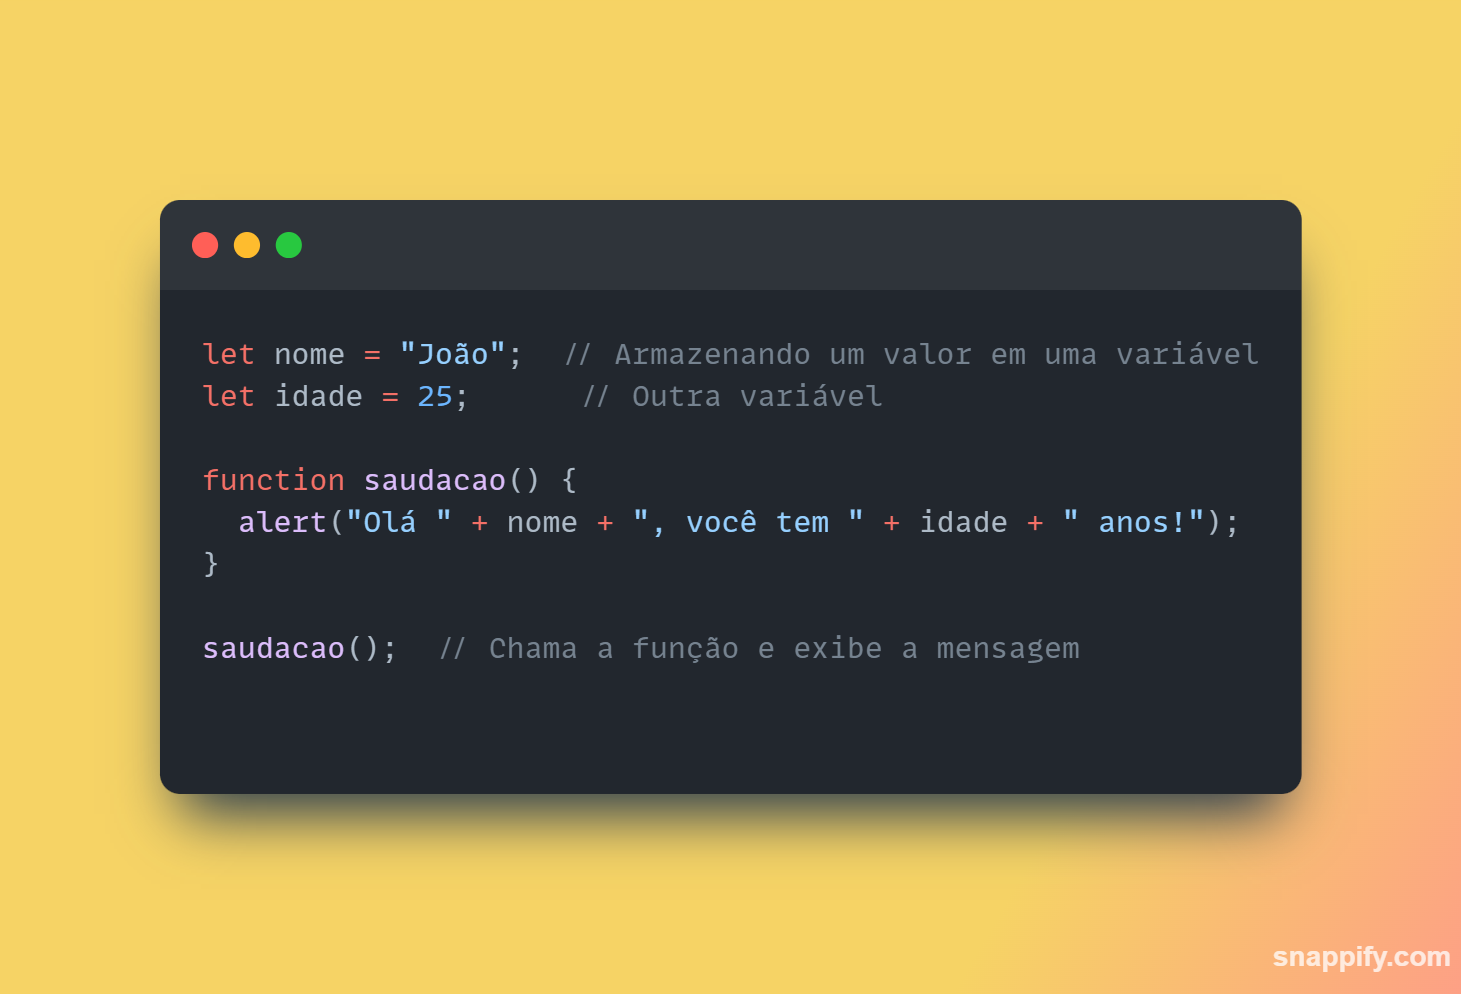 let nome = "João";  // Armazenando um valor em uma variável
let idade = 25;      // Outra variável
function saudacao() {
  alert("Olá " + nome + ", você tem " + idade + " anos!");
}
saudacao();  // Chama a função e exibe a mensagem
snappify.com